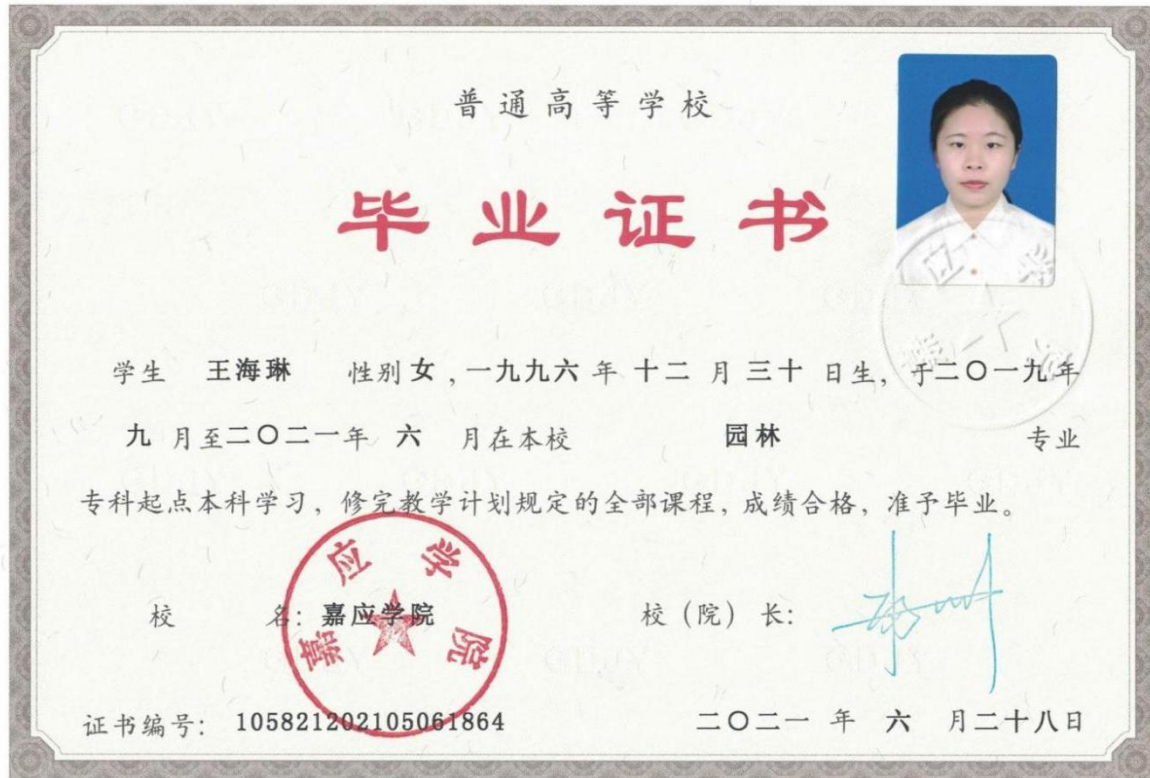 普通高等学校
毕业证书
学生 王海琳 性别 女,一九九六 年 十二 月 三十 日生,于二〇一九年
九 月至二〇二一年 六 月在本校 园林 专业
专科起点本科学习,修完教学计划规定的全部课程,成绩合格,准予毕业。
校 名:嘉应学院 校(院)长:
嘉应学院
证书编号: 105821202105061864 二〇二一 年 六 月二十八日